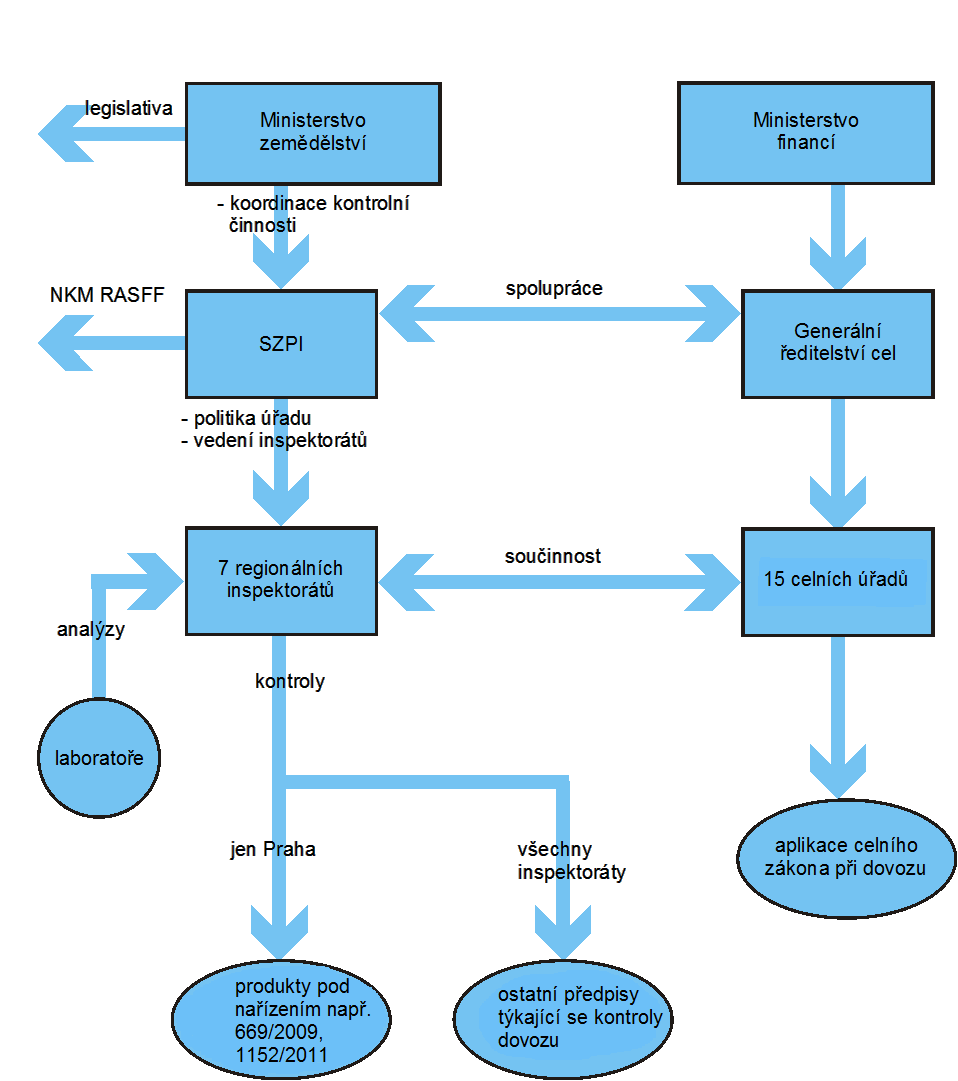 legislativa
Ministerstvo
zemědělství
Ministerstvo
financí
- koordinace kontrolní
činnosti
NKM RASFF
spolupráce
SZPI
Generální
ředitelství cel
- politika úřadu
- vedení inspektorátů
7 regionálních
inspektorátů
součinnost
15 celních úřadů
analýzy
kontroly
laboratoře
jen Praha
všechny
inspektoráty
aplikace celního
zákona při dovozu
produkty pod
nařízením např.
669/2009,
1152/2011
ostatní předpisy
týkající se kontroly
dovozu